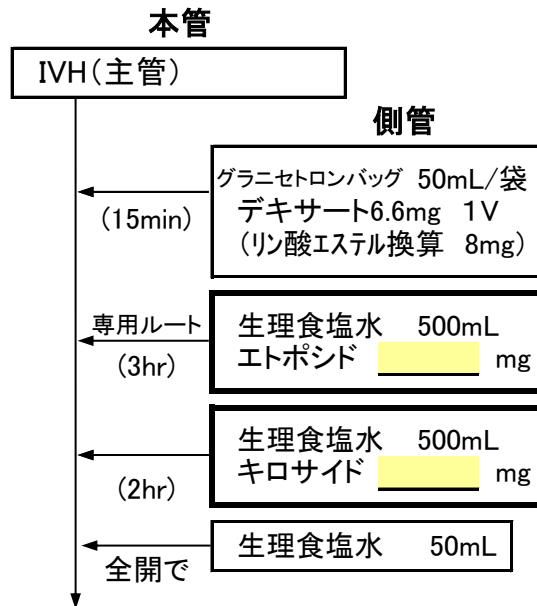 本管
IVH(主管)
側管
グラニセトロンバッグ 50mL/袋
デキサート6.6mg 1V
(リン酸エステル換算 8mg)
(15min)
専用ルート
生理食塩水 500mL
エトポシド mg
(3hr)
生理食塩水 500mL
キロサイド mg
(2hr)
生理食塩水 50mL
全開で